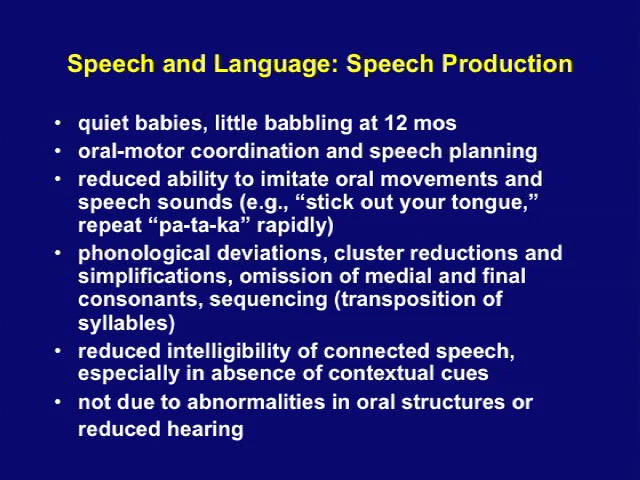 Speech and Language: Speech Production
• quiet babies, little babbling at 12 mos
• oral-motor coordination and speech planning
• reduced ability to imitate oral movements and
speech sounds (e.g., “stick out your tongue,”
repeat “pa-ta-ka” rapidly)
• phonological deviations, cluster reductions and
simplifications, omission of medial and final
consonants, sequencing (transposition of
syllables)
• reduced intelligibility of connected speech,
especially in absence of contextual cues
• not due to abnormalities in oral structures or
reduced hearing